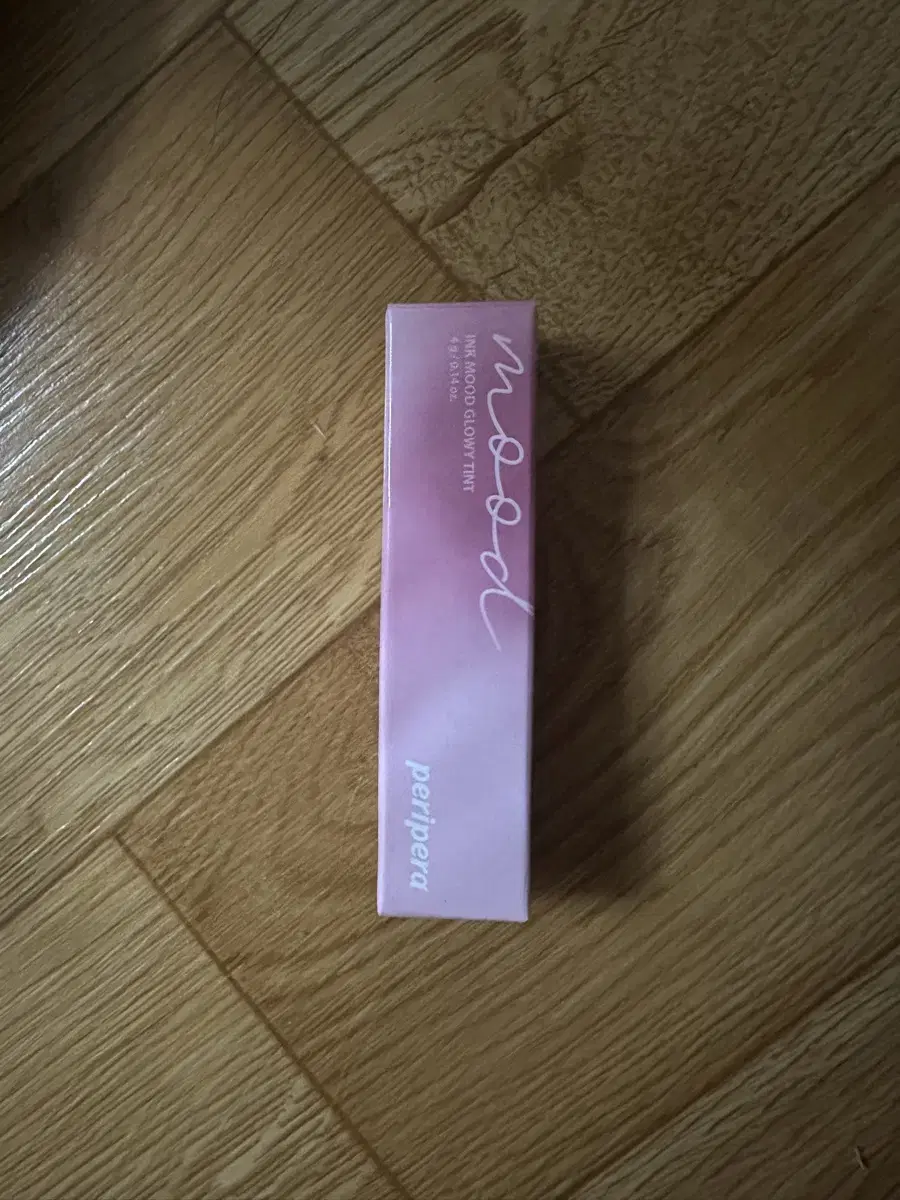 mood
INK MOOD GLOWY TINT
4 g / 0.14 oz.
peripera